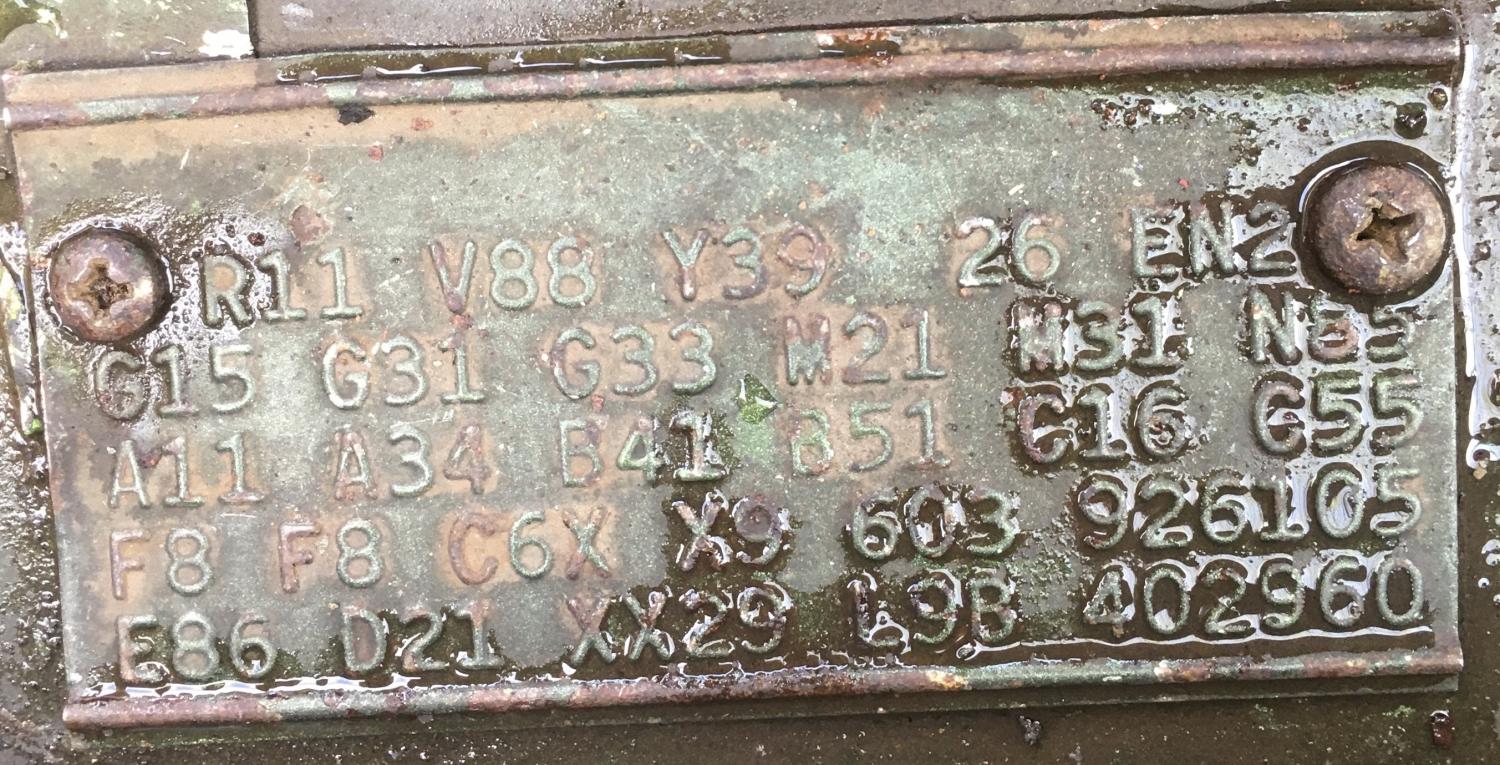 R11 V88 Y39 26 EN2
G15 G31 G33 M21 M31 N85
A11 A34 B41 B51 C16 C55
F8 F8 C6X X9 603 926105
E86 D21 XX29 L9B 402960